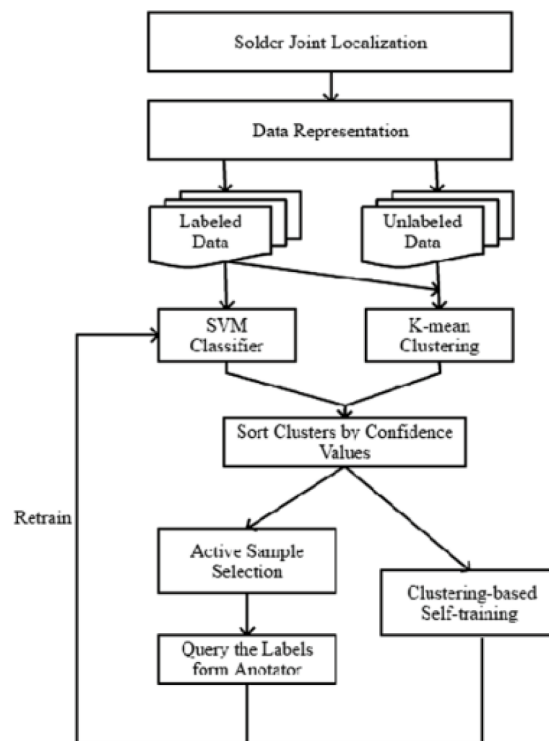 Solder Joint Localization
Data Representation
Labeled
Data
Unlabeled
Data
SVM
Classifier
K-mean
Clustering
Sort Clusters by Confidence
Values
Retrain
Active Sample
Selection
Clustering-based
Self-training
Query the Labels
form Anotator